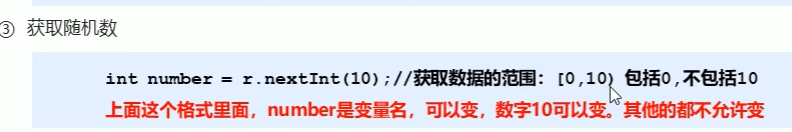 ③ 获取随机数
int number = r.nextInt(10);//获取数据的范围：[0,10) 包括0,不包括10
上面这个格式里面，number是变量名，可以变，数字10可以变。其他的都不允许变